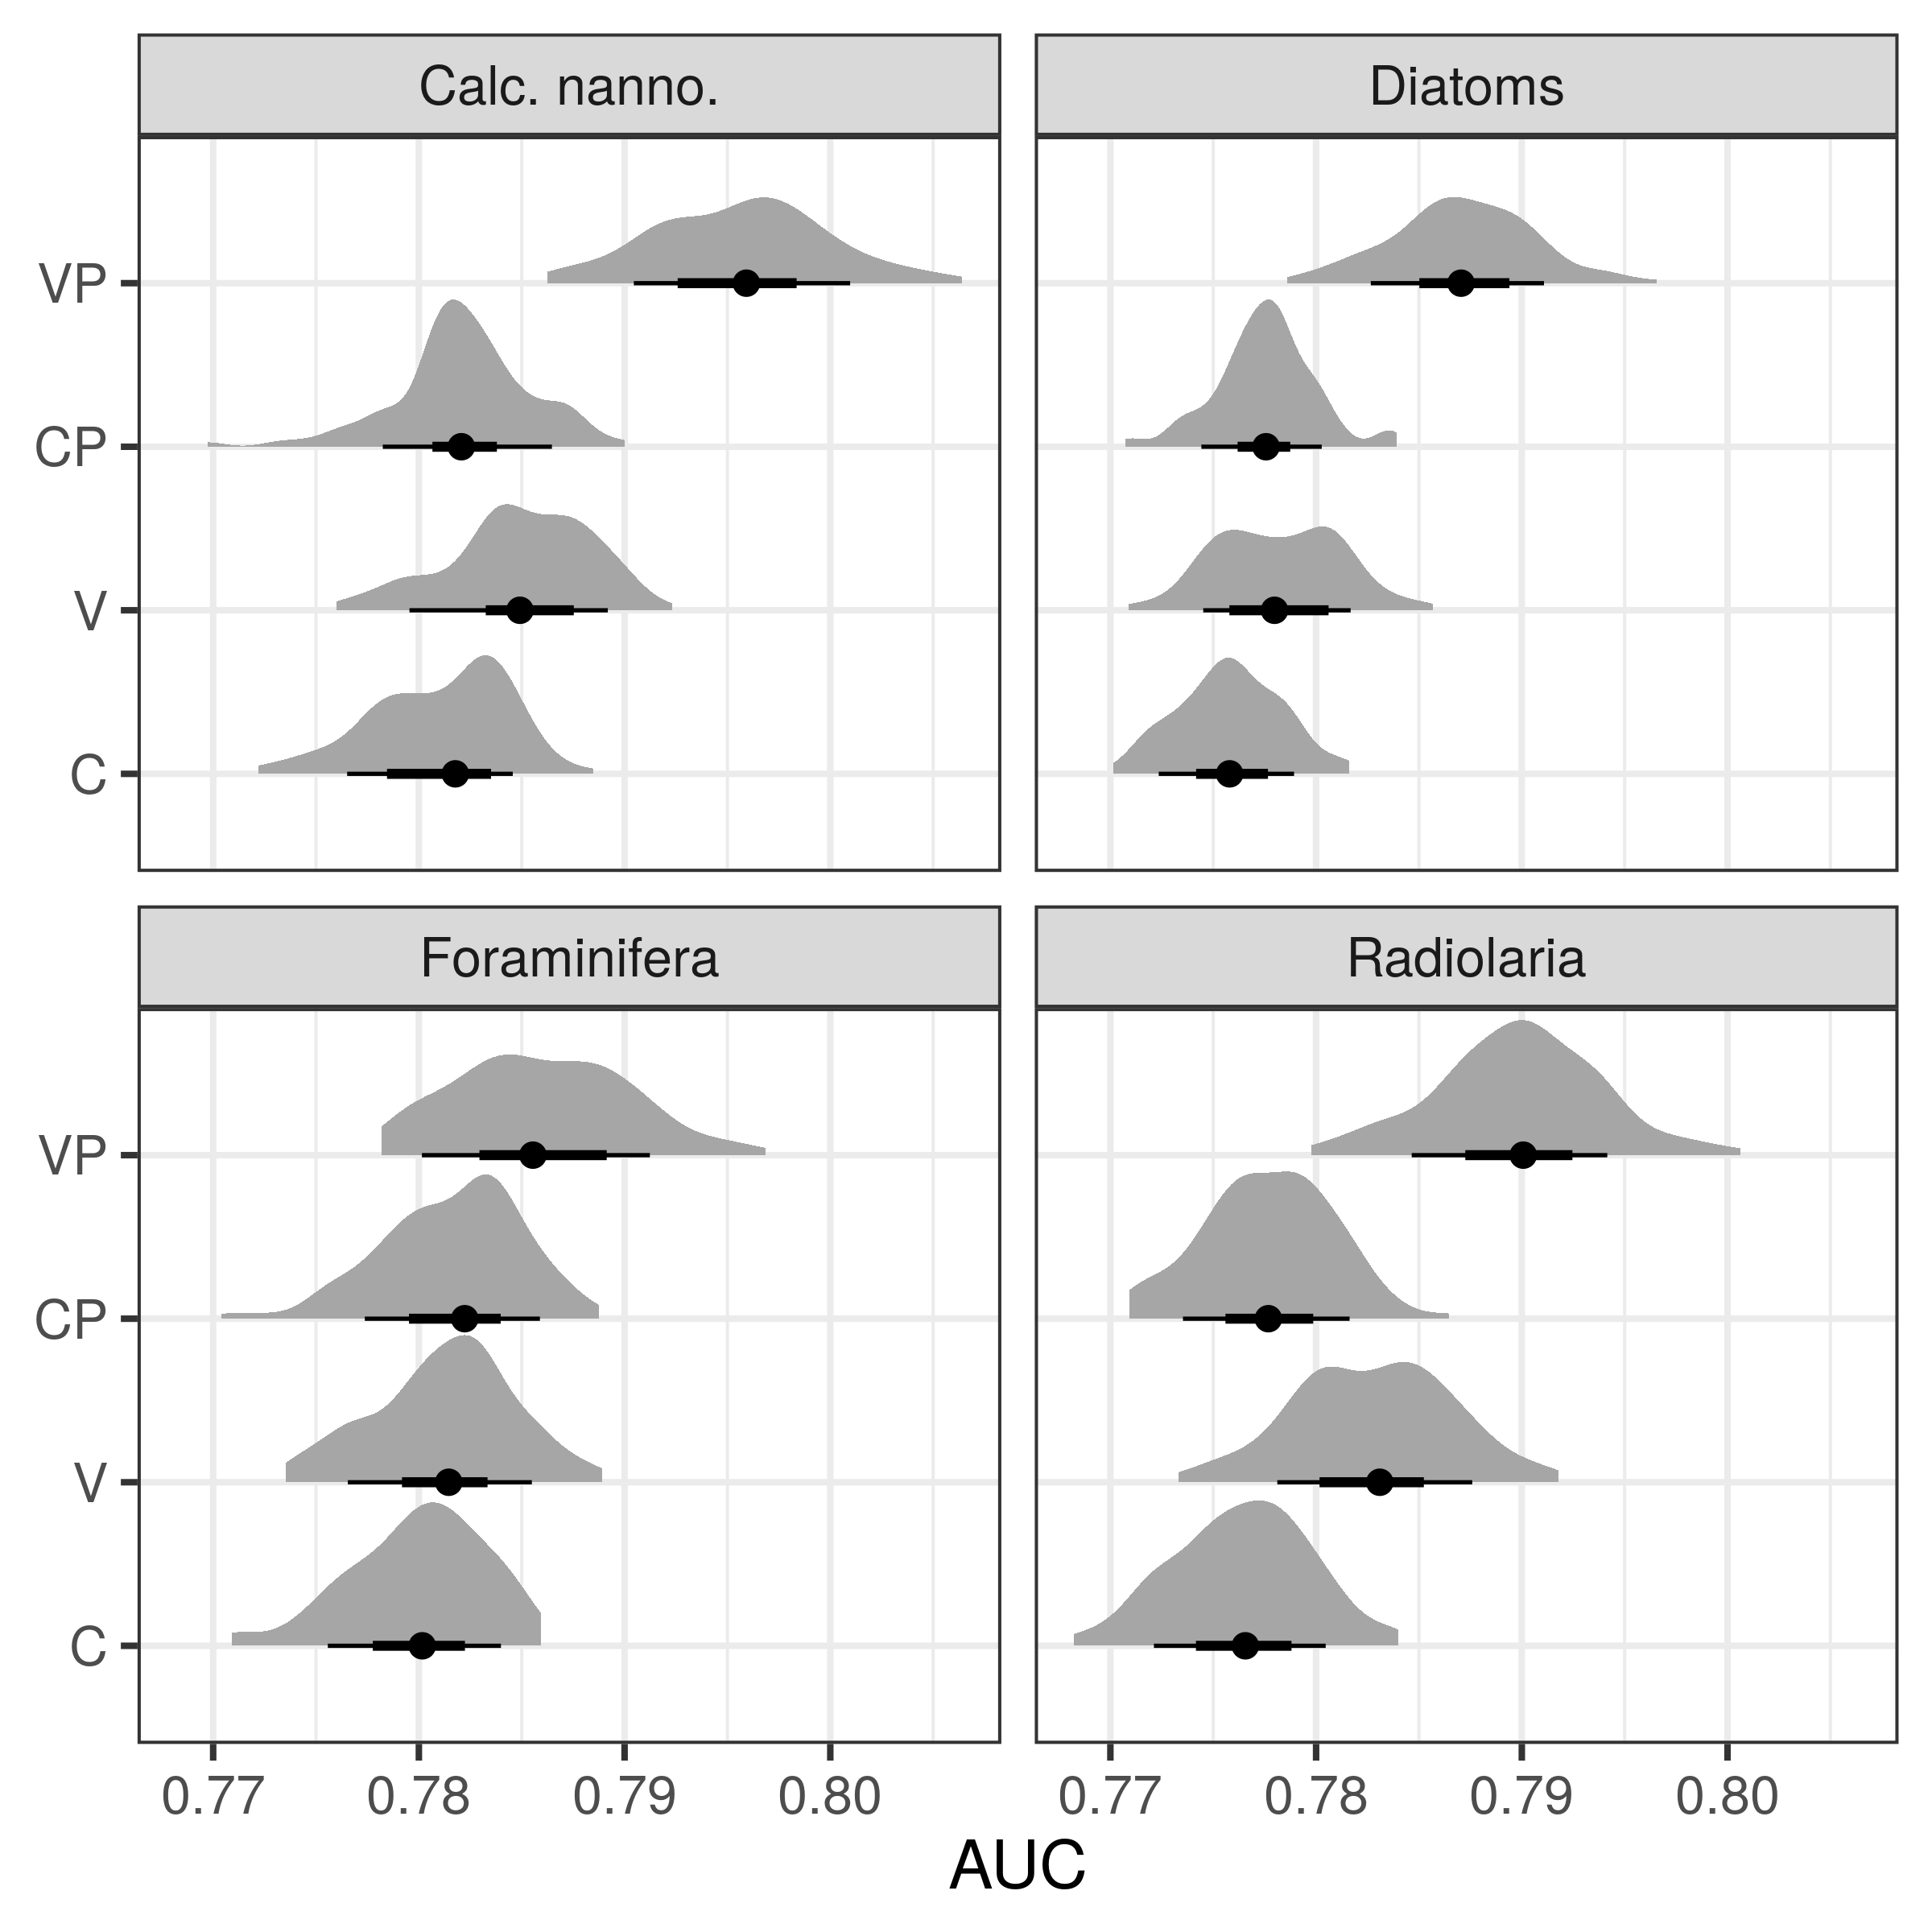 Calc. nanno.
Diatoms
VP
CP
V
C
Foraminifera
Radiolaria
VP
CP
V
C
0.77 0.78 0.79 0.80 0.77 0.78 0.79 0.80
AUC